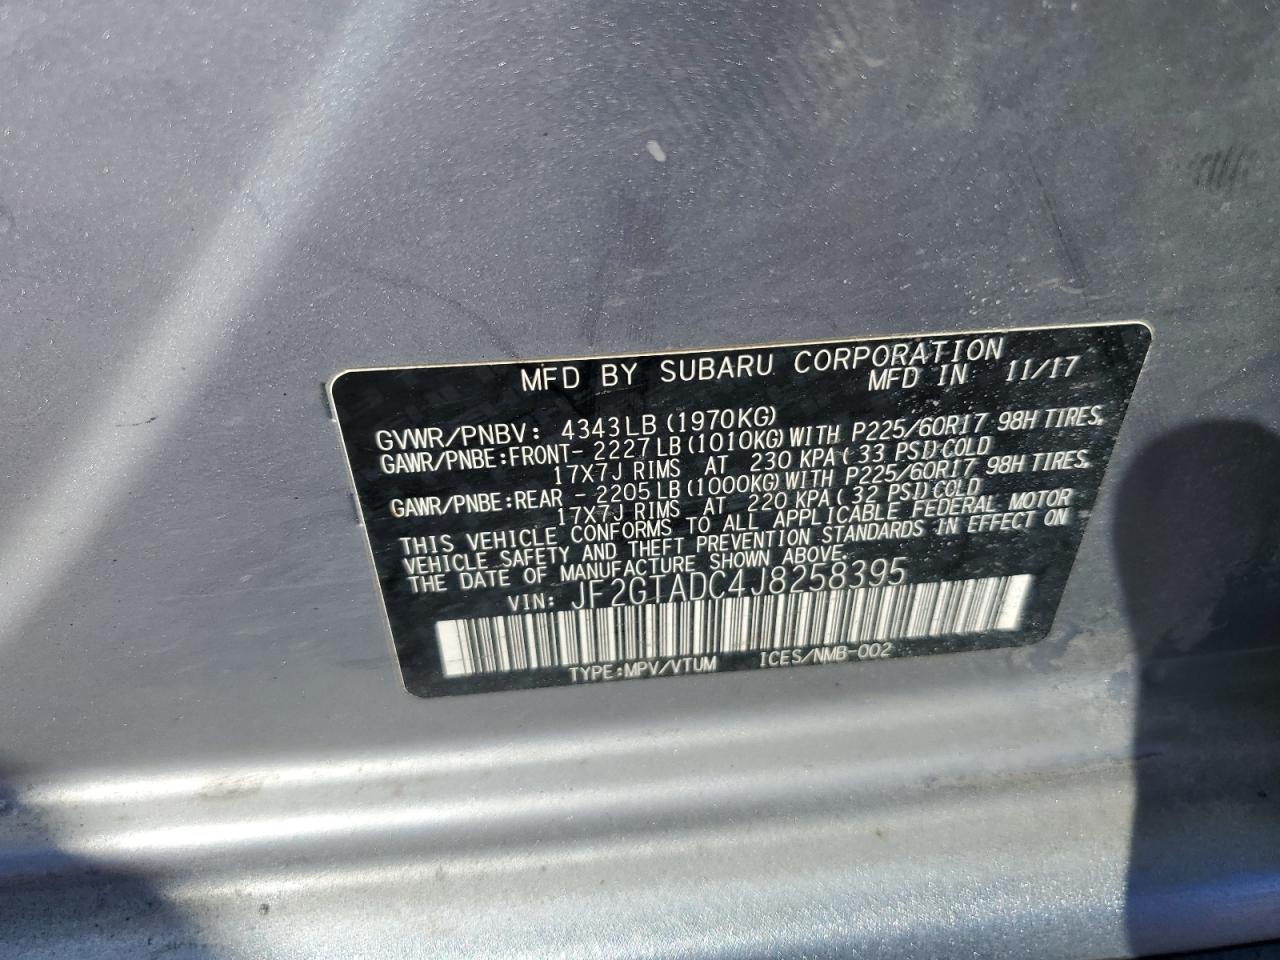 MFD BY SUBARU CORPORATION
MFD IN 11/17
GVWR/PNBV: 4343LB (1970KG)
GAWR/PNBE:FRONT- 2227LB (1010KG) WITH P225/60R17 98H TIRES,
17X7J RIMS AT 230 KPA ( 33 PSI) COLD
GAWR/PNBE:REAR - 2205LB (1000KG) WITH P225/60R17 98H TIRES,
17X7J RIMS AT 220 KPA ( 32 PSI) COLD
THIS VEHICLE CONFORMS TO ALL APPLICABLE FEDERAL MOTOR
VEHICLE SAFETY AND THEFT PREVENTION STANDARDS IN EFFECT ON
THE DATE OF MANUFACTURE SHOWN ABOVE.
VIN: JF2GTADC4J8258395
TYPE:MPV/VTUM ICES/NMB-002